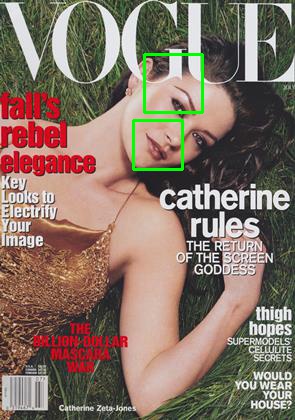 VOGUE
JULY
fall's
rebel
elegance
Key
Looks to
Electrify
Your
Image
catherine
rules
THE RETURN
OF THE SCREEN
GODDESS
THE
BILLION-DOLLAR
MASCARA
WAR
thigh
hopes
SUPERMODELS'
CELLULITE
SECRETS
WOULD
YOU WEAR
YOUR
HOUSE?
Catherine Zeta-Jones